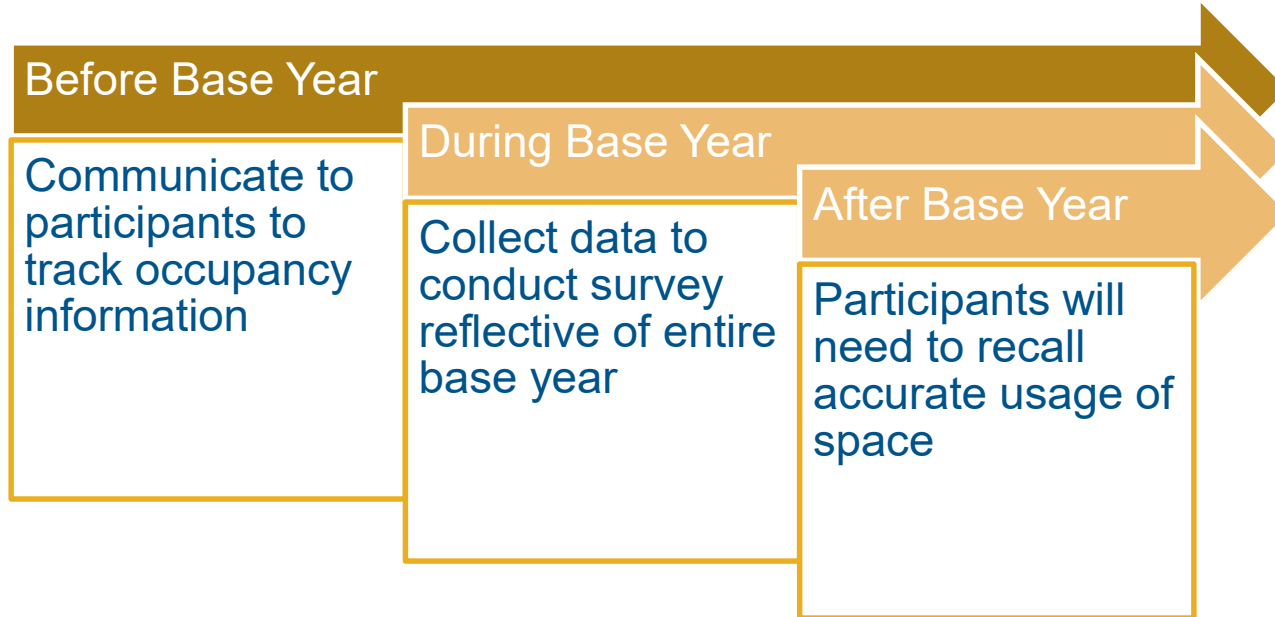 Before Base Year
Communicate to
participants to
track occupancy
information
During Base Year
Collect data to
conduct survey
reflective of entire
base year
After Base Year
Participants will
need to recall
accurate usage of
space